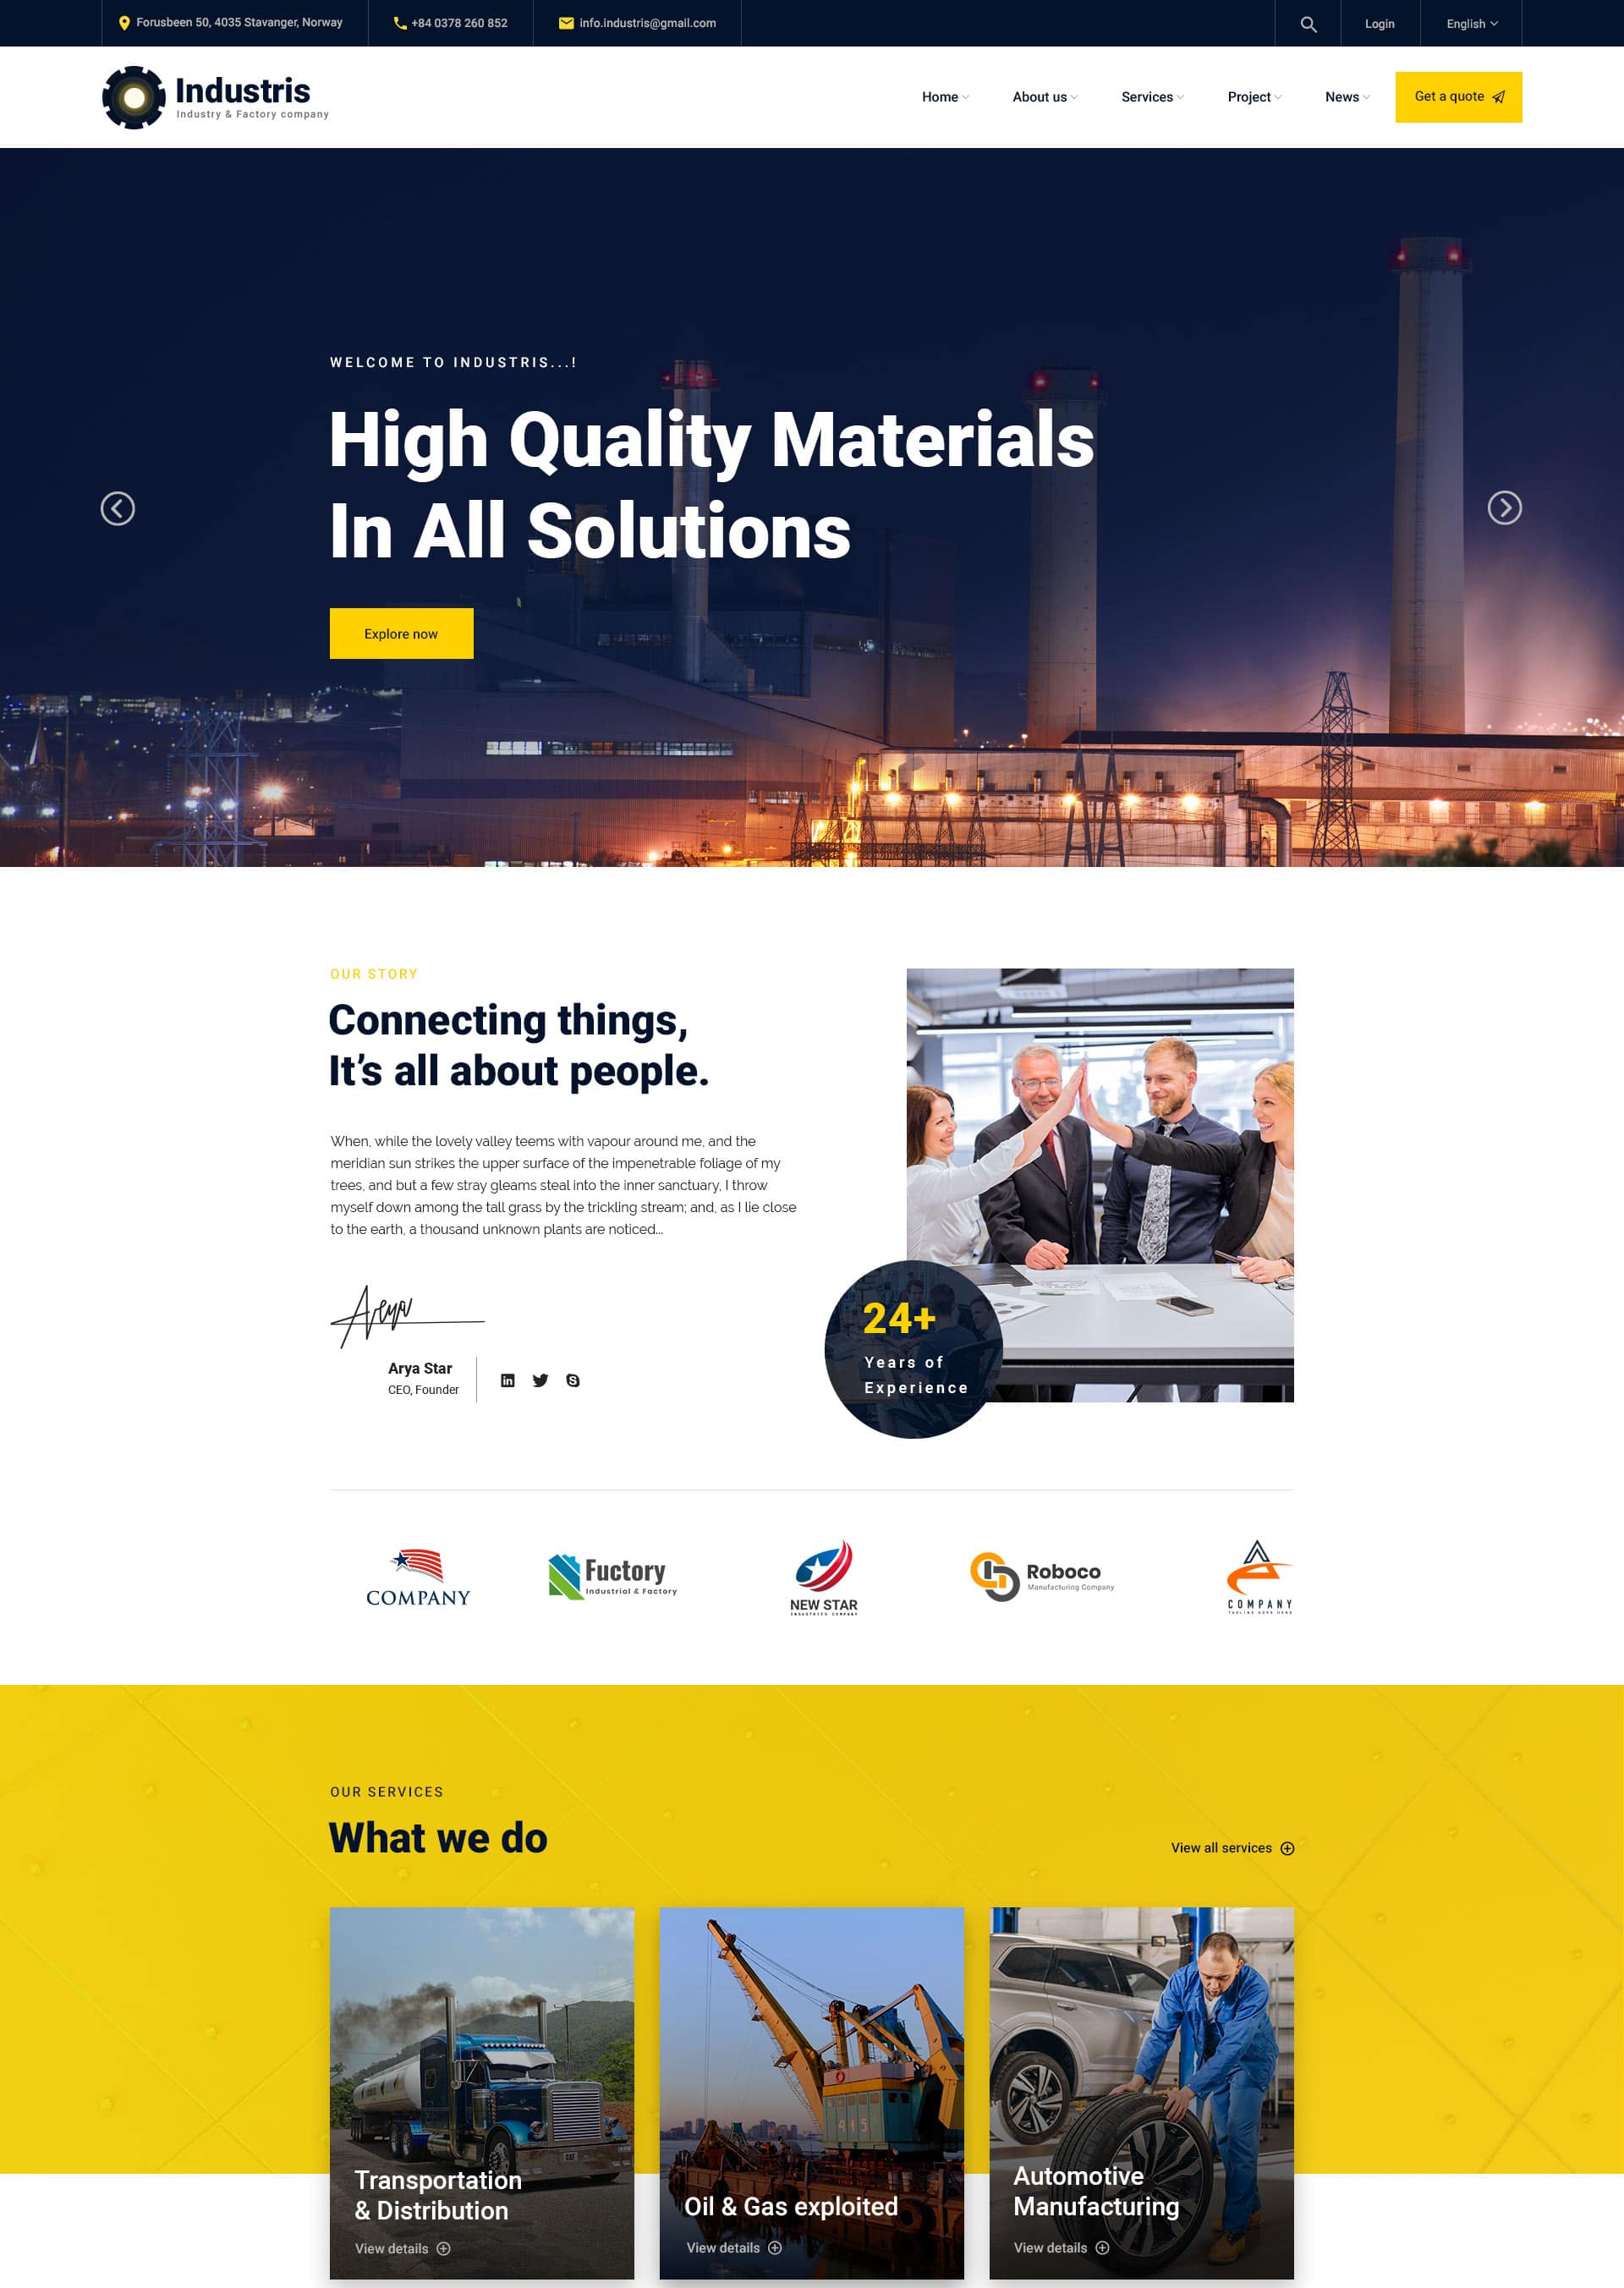 Forusbeen 50, 4035 Stavanger, Norway
+84 0378 260 852
info.industris@gmail.com
Login
English
Industris
Industry & Factory company
Home
About us
Services
Project
News
Get a quote
WELCOME TO INDUSTRIS...!
High Quality Materials
In All Solutions
Explore now
OUR STORY
Connecting things,
It's all about people.
When, while the lovely valley teems with vapour around me, and the
meridian sun strikes the upper surface of the impenetrable foliage of my
trees, and but a few stray gleams steal into the inner sanctuary, I throw
myself down among the tall grass by the trickling stream; and, as I lie close
to the earth, a thousand unknown plants are noticed...
Arya
Arya Star
CEO, Founder
24+
Years of
Experience
COMPANY
Fuctory
Industrial & Factory
NEW STAR
INDUSTRIES COMPANY
Roboco
Manufacturing Company
COMPANY
TAGLINE GOES HERE
OUR SERVICES
What we do
View all services
415
Transportation
& Distribution
View details
Oil & Gas exploited
View details
Automotive
Manufacturing
View details